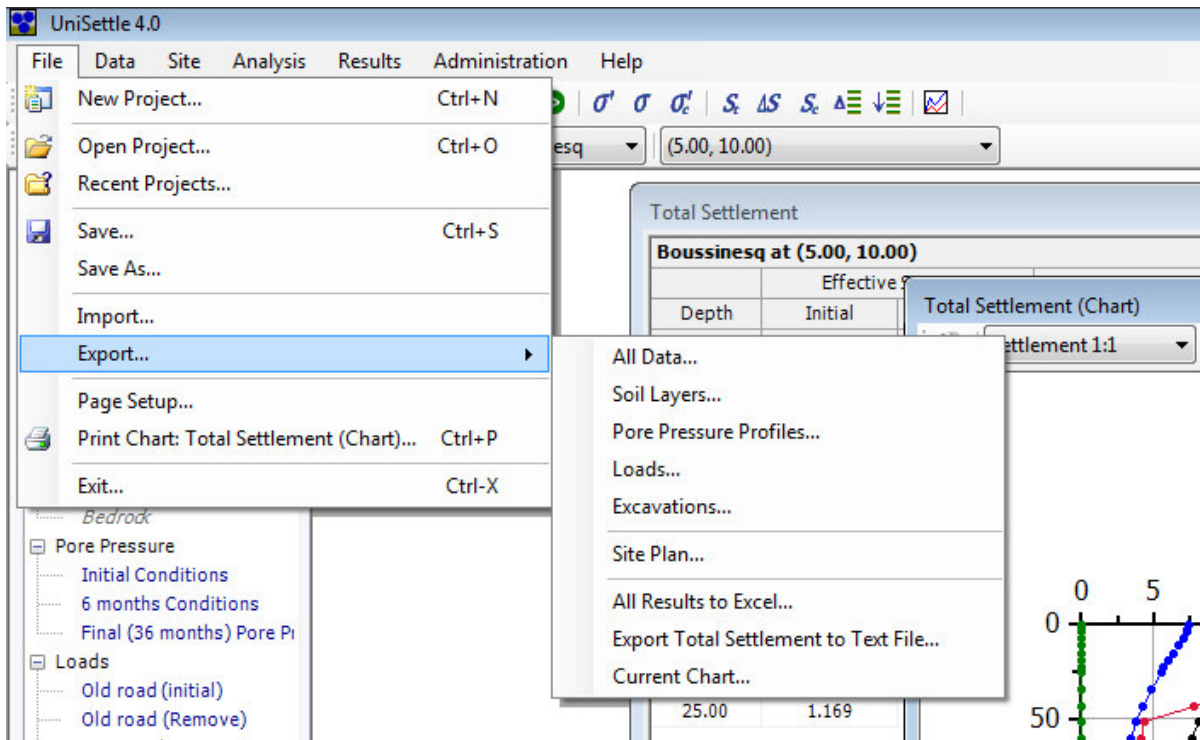 UniSettle 4.0
File Data Site Analysis Results Administration Help
New Project... Ctrl+N
σ' σ σ'c St ΔS Sc
Open Project... Ctrl+O
esq (5.00, 10.00)
Recent Projects...
Save... Ctrl+S
Save As...
Import...
Export...
Page Setup...
Print Chart: Total Settlement (Chart)... Ctrl+P
Exit... Ctrl-X
Total Settlement
Boussinesq at (5.00, 10.00)
Effective
Depth Initial
Total Settlement (Chart)
ettlement 1:1
All Data...
Soil Layers...
Pore Pressure Profiles...
Loads...
Excavations...
Site Plan...
All Results to Excel...
Export Total Settlement to Text File...
Current Chart...
Bedrock
Pore Pressure
Initial Conditions
6 months Conditions
Final (36 months) Pore
Loads
Old road (initial)
Old road (Remove)
25.00 1.169
0 5
0
50